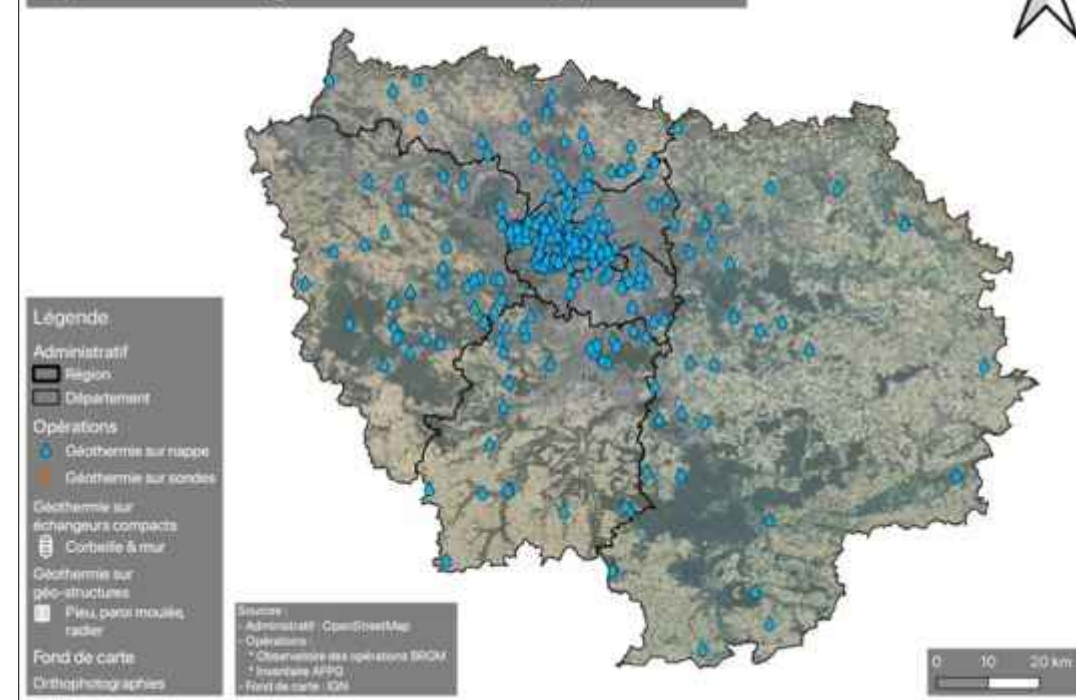 Légende
Administratif
Région
Département
Opérations
Géothermie sur nappe
Géothermie sur sondes
Géothermie sur
échangeurs compacts
Corbeille & mur
Géothermie sur
géo-structures
Pieu, paroi moulée,
radier
Fond de carte
Orthophotographies
Sources :
- Administratif : OpenStreetMap
- Opérations
* Observatoire des opérations BRGM
* Inventaire AFPG
- Fond de carte : IGN
0 10 20 km